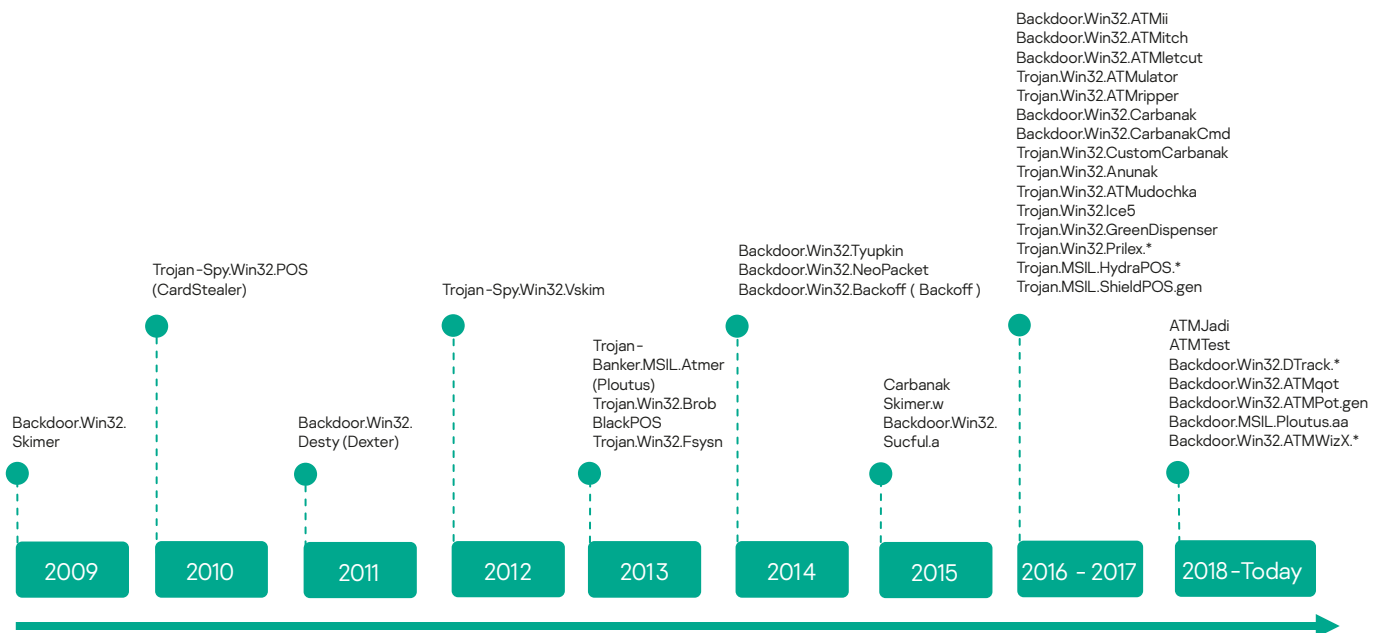 Backdoor.Win32.
Skimer
2009
Trojan-Spy.Win32.POS
(CardStealer)
2010
Backdoor.Win32.
Desty (Dexter)
2011
Trojan-Spy.Win32.Vskim
2012
Trojan-
Banker.MSIL.Atmer
(Ploutus)
Trojan.Win32.Brob
BlackPOS
Trojan.Win32.Fsysn
2013
Backdoor.Win32.Tyupkin
Backdoor.Win32.NeoPacket
Backdoor.Win32.Backoff ( Backoff )
2014
Carbanak
Skimer.w
Backdoor.Win32.
Sucful.a
2015
Backdoor.Win32.ATMii
Backdoor.Win32.ATMitch
Backdoor.Win32.ATMletcut
Trojan.Win32.ATMulator
Trojan.Win32.ATMripper
Backdoor.Win32.Carbanak
Backdoor.Win32.CarbanakCmd
Trojan.Win32.CustomCarbanak
Trojan.Win32.Anunak
Trojan.Win32.ATMudochka
Trojan.Win32.Ice5
Trojan.Win32.GreenDispenser
Trojan.Win32.Prilex.*
Trojan.MSIL.HydraPOS.*
Trojan.MSIL.ShieldPOS.gen
2016 - 2017
ATMJadi
ATMTest
Backdoor.Win32.DTrack.*
Backdoor.Win32.ATMqot
Backdoor.Win32.ATMPot.gen
Backdoor.MSIL.Ploutus.aa
Backdoor.Win32.ATMWizX.*
2018-Today